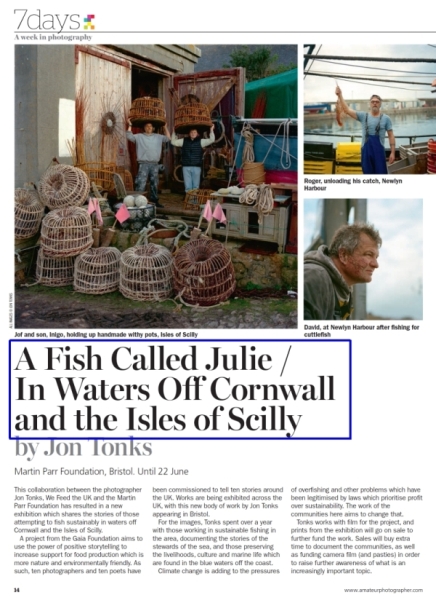 7days
A week in photography
ALL IMAGES © JON TONKS
Jof and son, Inigo, holding up handmade withy pots, Isles of Scilly
Roger, unloading his catch, Newlyn
Harbour
David, at Newlyn Harbour after fishing for
cuttlefish
A Fish Called Julie /
In Waters Off Cornwall
and the Isles of Scilly
by Jon Tonks
Martin Parr Foundation, Bristol. Until 22 June
This collaboration between the photographer
Jon Tonks, We Feed the UK and the Martin
Parr Foundation has resulted in a new
exhibition which shares the stories of those
attempting to fish sustainably in waters off
Cornwall and the Isles of Scilly.
A project from the Gaia Foundation aims to
use the power of positive storytelling to
increase support for food production which is
more nature and environmentally friendly. As
such, ten photographers and ten poets have
been commissioned to tell ten stories around
the UK. Works are being exhibited across the
UK, with this new body of work by Jon Tonks
appearing in Bristol.
For the images, Tonks spent over a year
with those working in sustainable fishing in
the area, documenting the stories of the
stewards of the sea, and those preserving
the livelihoods, culture and marine life which
are found in the blue waters off the coast.
Climate change is adding to the pressures
of overfishing and other problems which have
been legitimised by laws which prioritise profit
over sustainability. The work of the
communities here aims to change that.
Tonks works with film for the project, and
prints from the exhibition will go on sale to
further fund the work. Sales will buy extra
time to document the communities, as well
as funding camera film (and pasties) in order
to raise further awareness of what is an
increasingly important topic.
14
www.amateurphotographer.com